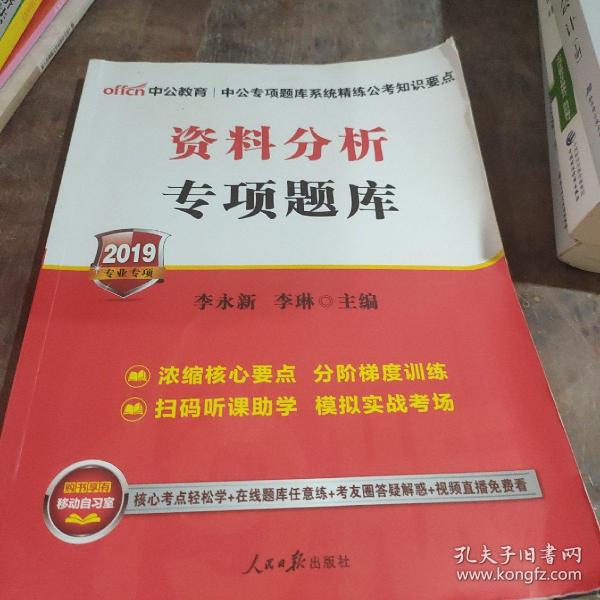 offcn 中公教育 | 中公专项题库系统精练公考知识要点
资料分析
专项题库
2019
专业专职
李永新 李琳◎主编
浓缩核心要点 分阶梯度训练
扫码听课助学 模拟实战考场
购书享有
移动自习室
核心考点轻松学+在线题库任意练+考友圈答疑解惑+视频直播免费看
人民日报出版社
孔夫子旧书网
www.kongfz.com